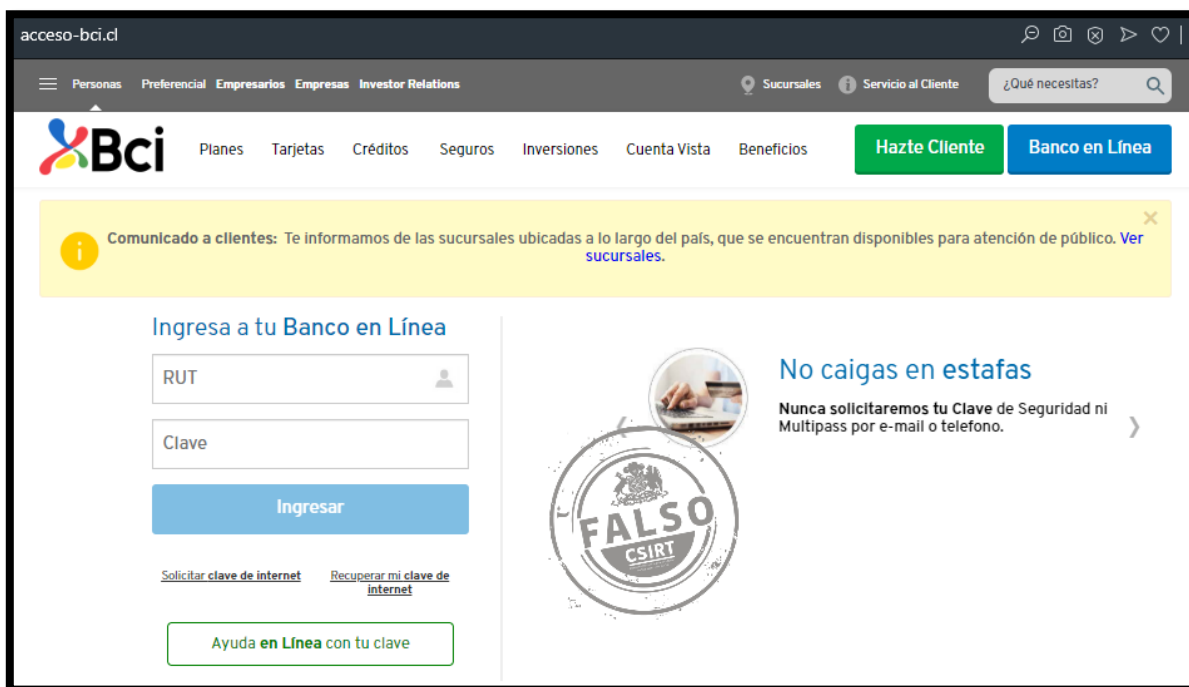 acceso-bci.cl
Personas Preferencial Empresarios Empresas Investor Relations Sucursales Servicio al Cliente ¿Qué necesitas?
Bci Planes Tarjetas Créditos Seguros Inversiones Cuenta Vista Beneficios Hazte Cliente Banco en Línea
Comunicado a clientes: Te informamos de las sucursales ubicadas a lo largo del país, que se encuentran disponibles para atención de público. Ver
sucursales.
Ingresa a tu Banco en Línea
RUT
Clave
Ingresar
Solicitar clave de internet
Recuperar mi clave de
internet
Ayuda en Línea con tu clave
No caigas en estafas
Nunca solicitaremos tu Clave de Seguridad ni
Multipass por e-mail o telefono.
FALSO
CSIRT